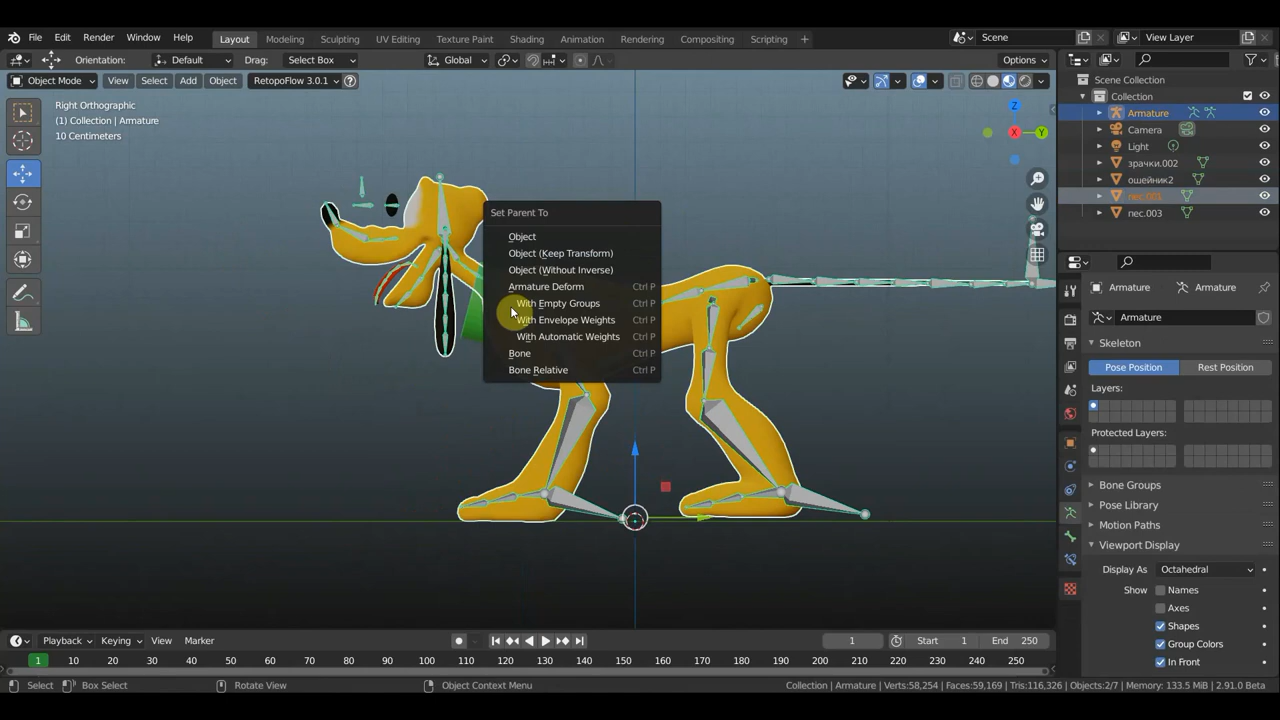 File Edit Render Window Help Layout Modeling Sculpting UV Editing Texture Paint Shading Animation Rendering Compositing Scripting + Scene View Layer
Orientation: Default Drag: Select Box Global Options
Object Mode View Select Add Object RetopoFlow 3.0.1
Right Orthographic
(1) Collection | Armature
10 Centimeters
Z
X
Y
Set Parent To
Object
Object (Keep Transform)
Object (Without Inverse)
Armature Deform Ctrl P
With Empty Groups Ctrl P
With Envelope Weights Ctrl P
With Automatic Weights Ctrl P
Bone Ctrl P
Bone Relative Ctrl P
Scene Collection
Collection
Armature
Camera
Light
зрачки.002
ошейник2
пес.001
пес.003
Armature Armature
Armature
Skeleton
Pose Position Rest Position
Layers:
Protected Layers:
Bone Groups
Pose Library
Motion Paths
Viewport Display
Display As Octahedral
Show Names
Axes
Shapes
Group Colors
In Front
Playback Keying View Marker 1 Start 1 End 250
1 10 20 30 40 50 60 70 80 90 100 110 120 130 140 150 160 170 180 190 200 210 220 230 240 250
Select Box Select Rotate View Object Context Menu Collection | Armature | Verts:58,254 | Faces:59,169 | Tris:116,326 | Objects:2/7 | Memory: 133.5 MiB | 2.91.0 Beta